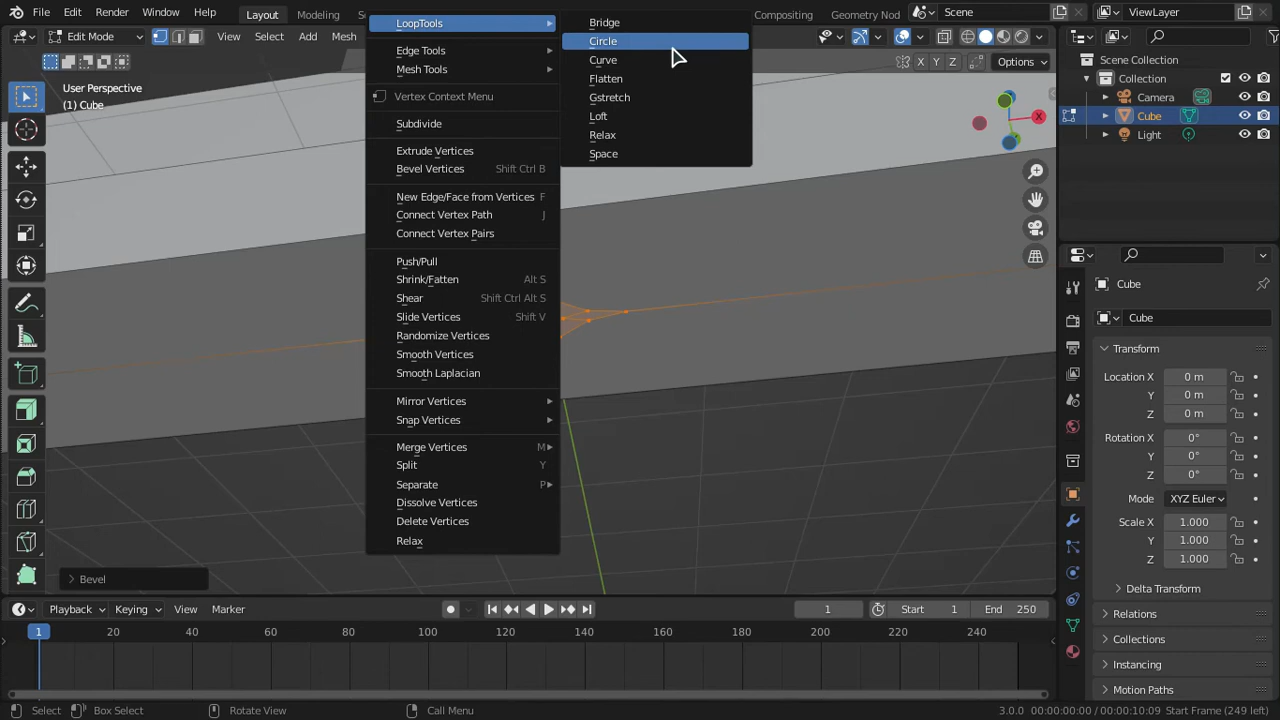 File Edit Render Window Help Layout Modeling Shading Geometry Nod Scene ViewLayer
Edit Mode View Select Add Mesh
X Y Z Options
User Perspective
(1) Cube
LoopTools
Edge Tools
Mesh Tools
Vertex Context Menu
Subdivide
Extrude Vertices
Bevel Vertices Shift Ctrl B
New Edge/Face from Vertices F
Connect Vertex Path J
Connect Vertex Pairs
Push/Pull
Shrink/Fatten Alt S
Shear Shift Ctrl Alt S
Slide Vertices Shift V
Randomize Vertices
Smooth Vertices
Smooth Laplacian
Mirror Vertices
Snap Vertices
Merge Vertices M
Split Y
Separate P
Dissolve Vertices
Delete Vertices
Relax
Bridge
Circle
Curve
Flatten
Gstretch
Loft
Relax
Space
X
Bevel
Scene Collection
Collection
Camera
Cube
Light
Cube
Cube
Transform
Location X 0 m
Y 0 m
Z 0 m
Rotation X 0°
Y 0°
Z 0°
Mode XYZ Euler
Scale X 1.000
Y 1.000
Z 1.000
Delta Transform
Relations
Collections
Instancing
Motion Paths
Playback Keying View Marker 1 Start 1 End 250
1 20 40 60 80 100 120 140 160 180 200 220 240
Select Box Select Rotate View Call Menu 3.0.0 00:00:00:00 / 00:00:10:09 Start Frame (249 left)